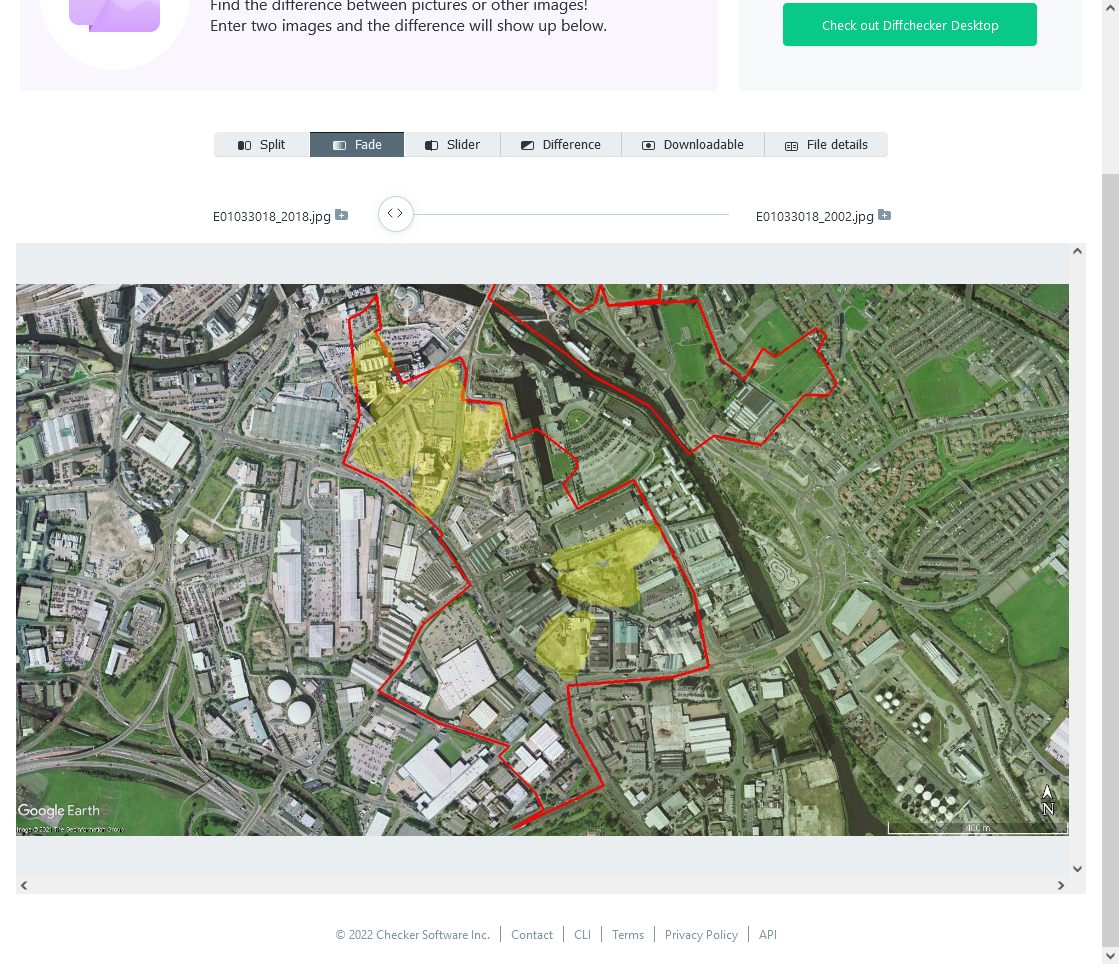 Find the difference between pictures or other images!
Enter two images and the difference will show up below.
Check out Diffchecker Desktop
Split
Fade
Slider
Difference
Downloadable
File details
E01033018_2018.jpg
E01033018_2002.jpg
Google Earth
Image © 2021 The GeoInformation Group
N
400 m
© 2022 Checker Software Inc.
Contact
CLI
Terms
Privacy Policy
API